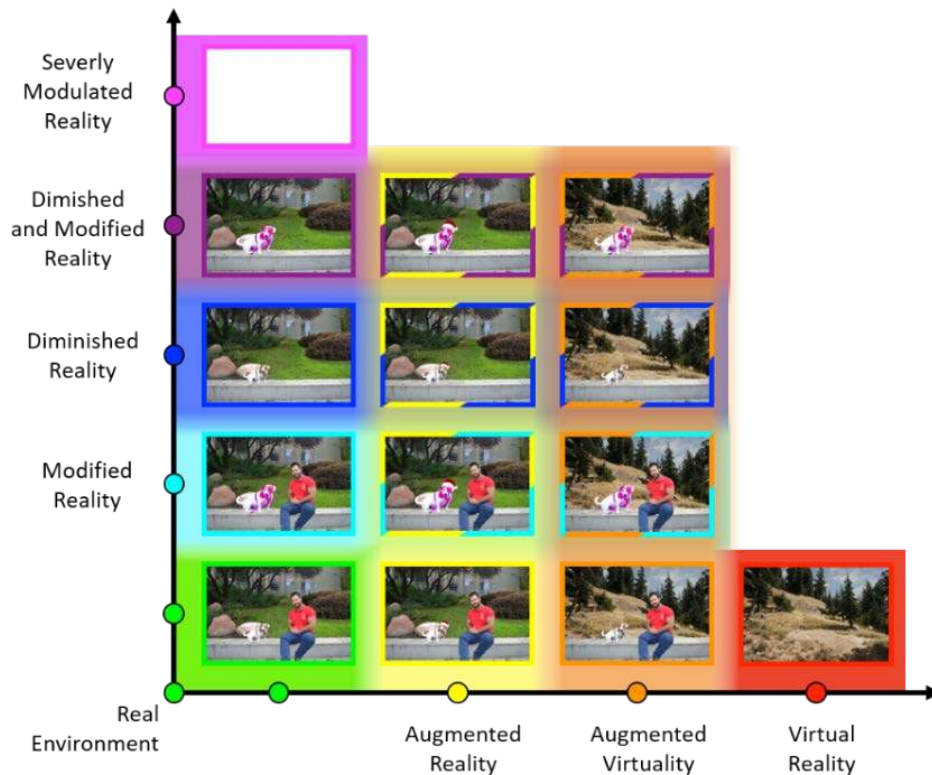 Severly
Modulated
Reality
Dimished
and Modified
Reality
Diminished
Reality
Modified
Reality
Real
Environment
Augmented
Reality
Augmented
Virtuality
Virtual
Reality